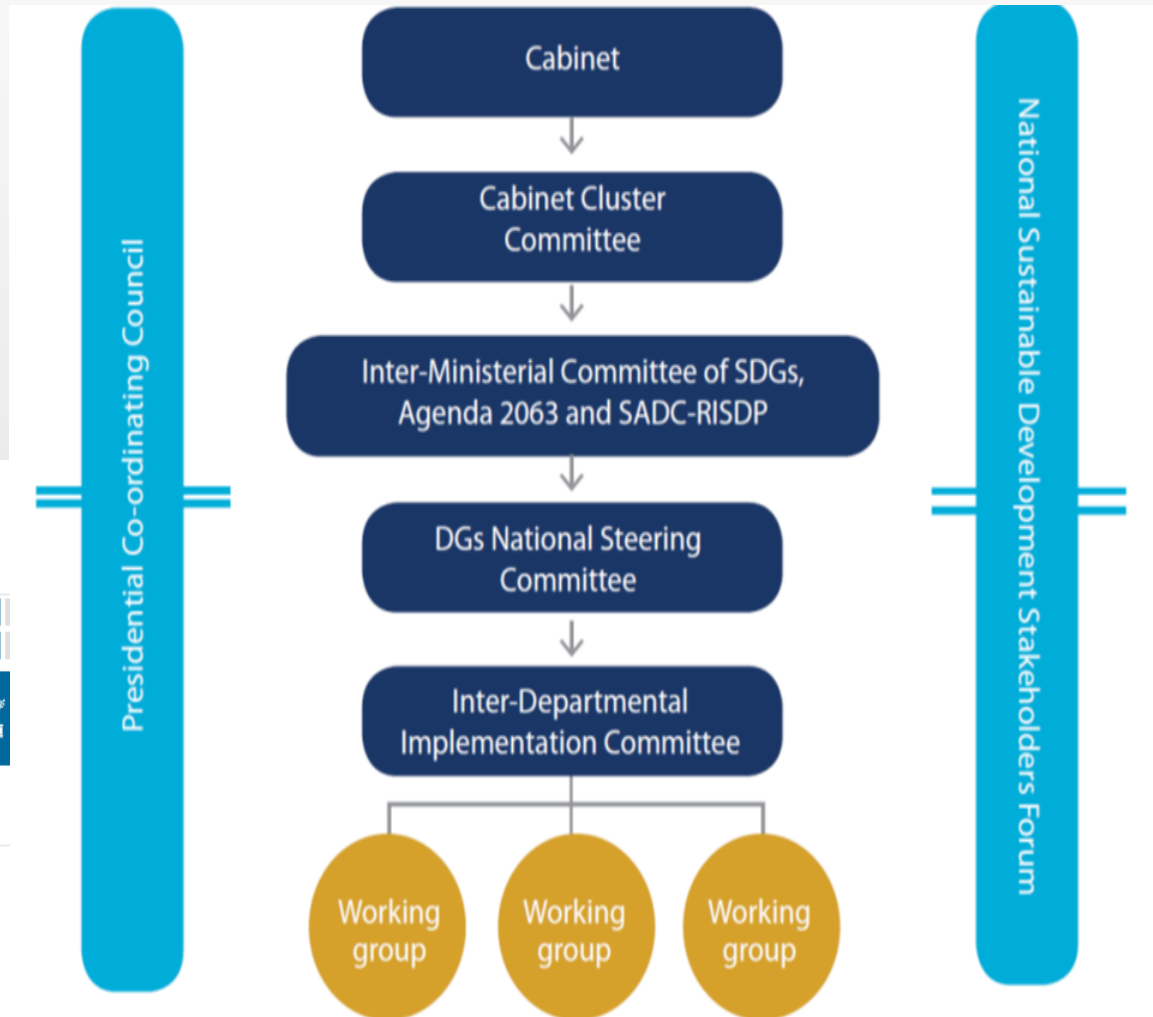 Cabinet
Cabinet Cluster
Committee
Inter-Ministerial Committee of SDGs,
Agenda 2063 and SADC-RISDP
DGs National Steering
Committee
Inter-Departmental
Implementation Committee
Working
group
Working
group
Working
group
Presidential Co-ordinating Council
National Sustainable Development Stakeholders Forum